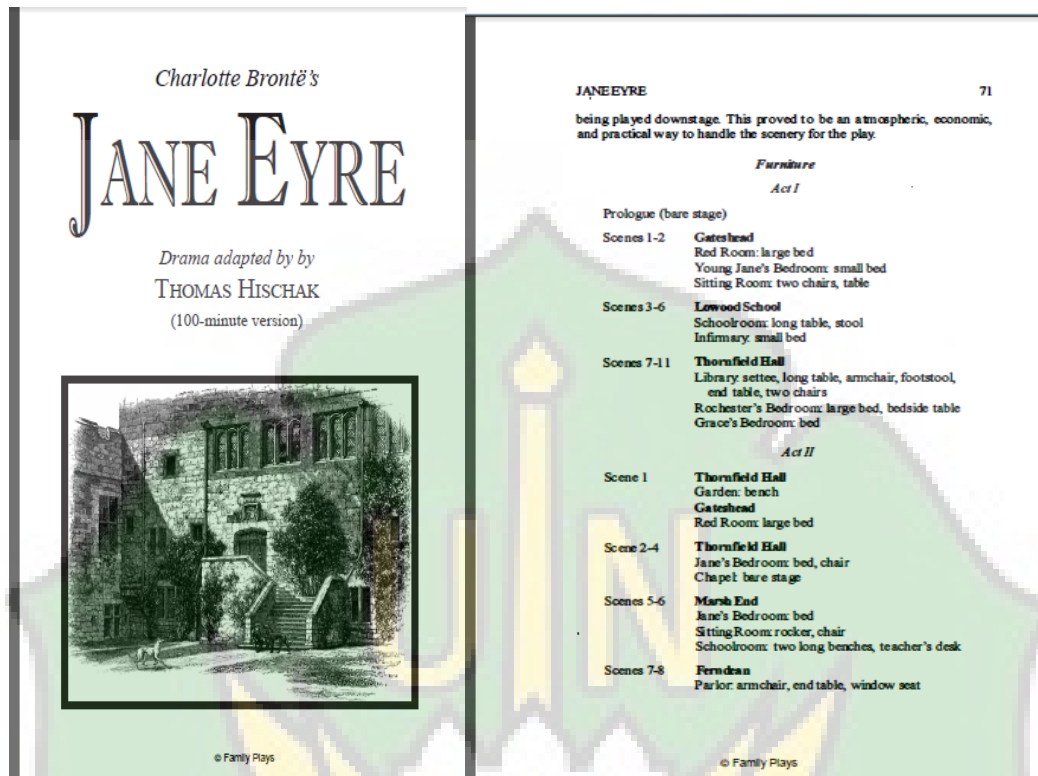 Charlotte Brontë's
JANE EYRE
Drama adapted by by
THOMAS HISCHAK
(100-minute version)
© Family Plays
JANE EYRE 71
being played downstage. This proved to be an atmospheric, economic,
and practical way to handle the scenery for the play.
Furniture
Act I
Prologue (bare stage)
Scenes 1-2 Gateshead
Red Room: large bed
Young Jane's Bedroom: small bed
Sitting Room: two chairs, table
Scenes 3-6 Lowood School
Schoolroom: long table, stool
Infirmary: small bed
Scenes 7-11 Thornfield Hall
Library: settee, long table, armchair, footstool,
end table, two chairs
Rochester's Bedroom: large bed, bedside table
Grace's Bedroom: bed
Act II
Scene 1 Thornfield Hall
Garden: bench
Gateshead
Red Room: large bed
Scene 2-4 Thornfield Hall
Jane's Bedroom: bed, chair
Chapel: bare stage
Scenes 5-6 Marsh End
Jane's Bedroom: bed
Sitting Room: rocker, chair
Schoolroom: two long benches, teacher's desk
Scenes 7-8 Ferndean
Parlor: armchair, end table, window seat
© Family Plays
UIN